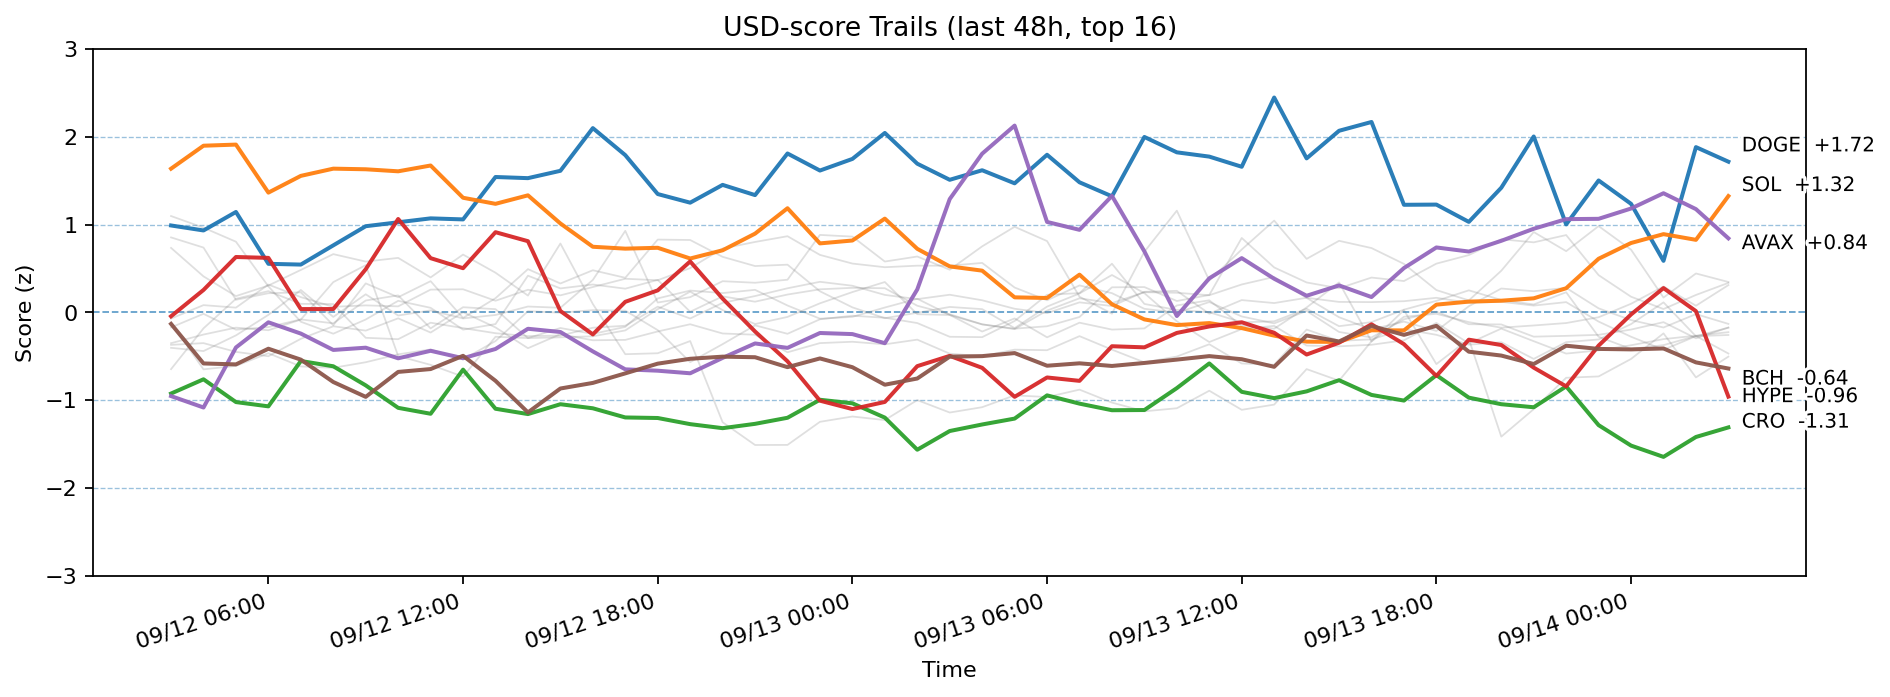 USD-score Trails (last 48h, top 16)
Score (z)
3
2
1
0
−1
−2
−3
DOGE +1.72
SOL +1.32
AVAX +0.84
BCH -0.64
HYPE -0.96
CRO -1.31
09/12 06:00
09/12 12:00
09/12 18:00
09/13 00:00
09/13 06:00
09/13 12:00
09/13 18:00
09/14 00:00
Time